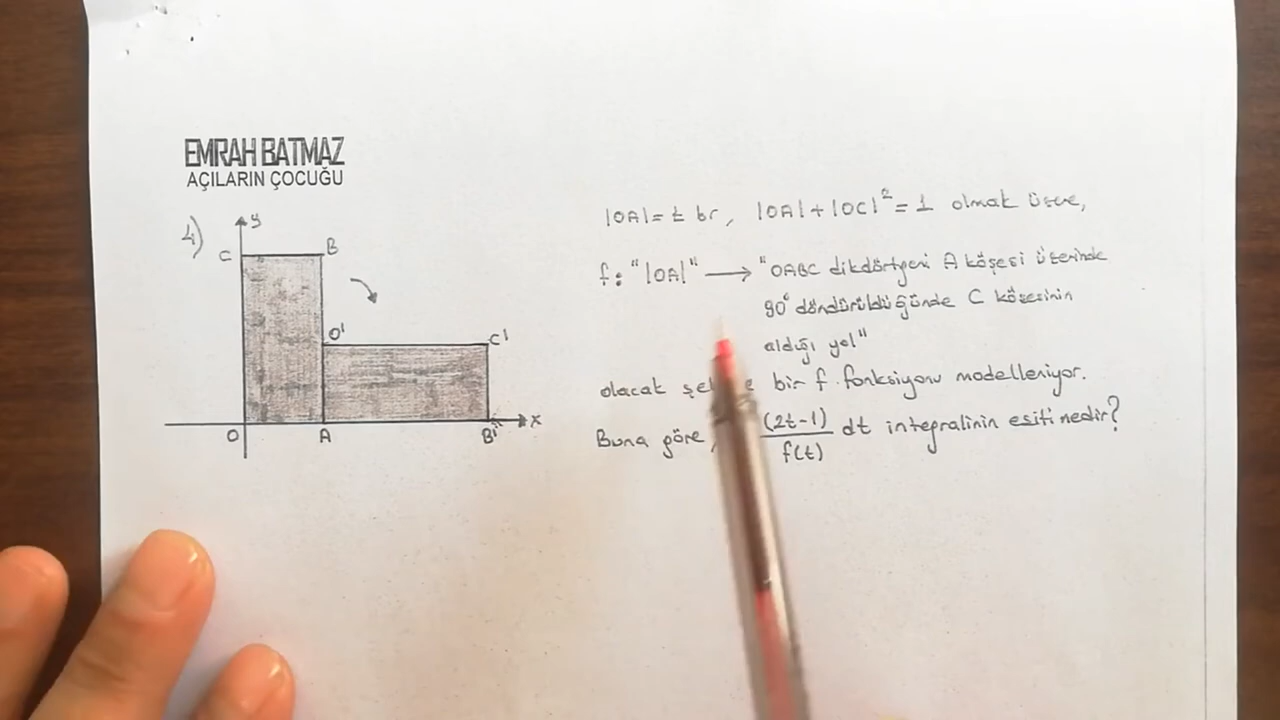 EMRAH BATMAZ
AÇILARIN ÇOCUĞU
4)
y
C
B
O'
C'
O
A
B'
x
|OA|= t br, |OA|+|OC|²= 1 olmak üzere,
f: "|OA|" → "OABC dikdörtgeni A köşesi üzerinde
90° döndürüldüğünde C köşesinin
aldığı yol"
olacak bir f fonksiyonu modelleniyor.
Buna göre, (2t-1)/f(t) dt integralinin eşiti nedir?